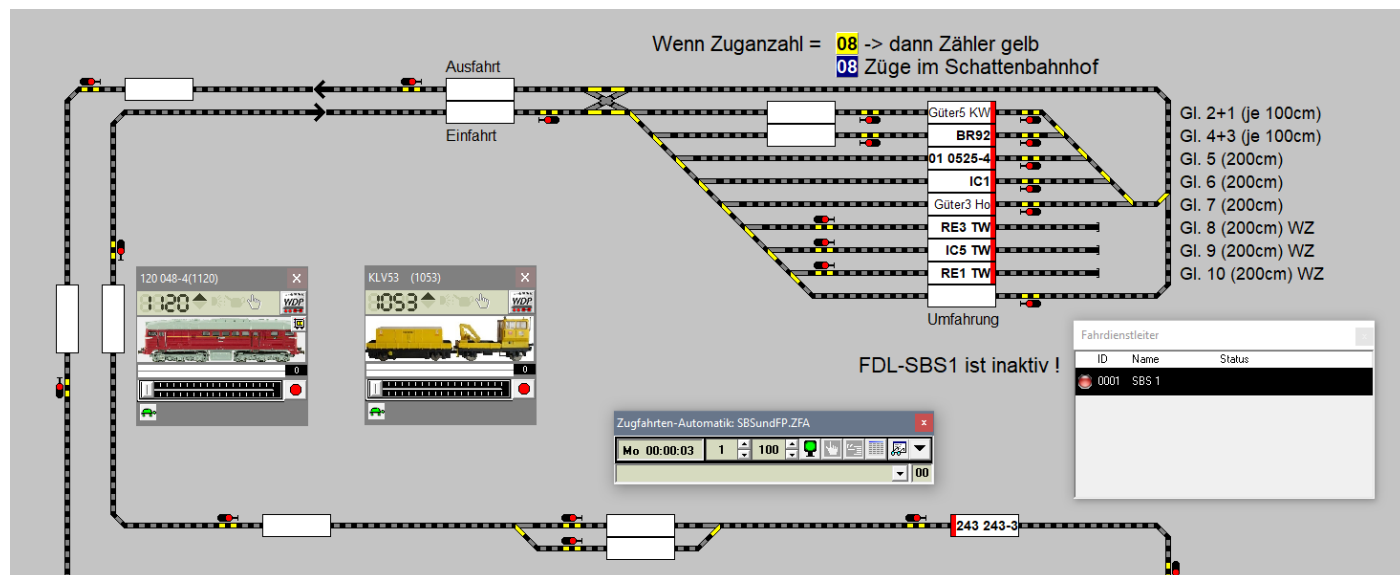 Wenn Zuganzahl = 08 -> dann Zähler gelb
08 Züge im Schattenbahnhof
Ausfahrt
Einfahrt
Güter5 KW
Gl. 2+1 (je 100cm)
BR92
Gl. 4+3 (je 100cm)
01 0525-4
Gl. 5 (200cm)
IC1
Gl. 6 (200cm)
Güter3 Ho
Gl. 7 (200cm)
RE3 TW
Gl. 8 (200cm) WZ
IC5 TW
Gl. 9 (200cm) WZ
RE1 TW
Gl. 10 (200cm) WZ
Umfahrung
120 048-4(1120) X
1120
WDP
0
KLV53 (1053) X
1053
WDP
0
FDL-SBS1 ist inaktiv !
Fahrdienstleiter x
ID Name Status
0001 SBS 1
Zugfahrten-Automatik: SBSundFP.ZFA x
Mo 00:00:03 1 100
00
243 243-3